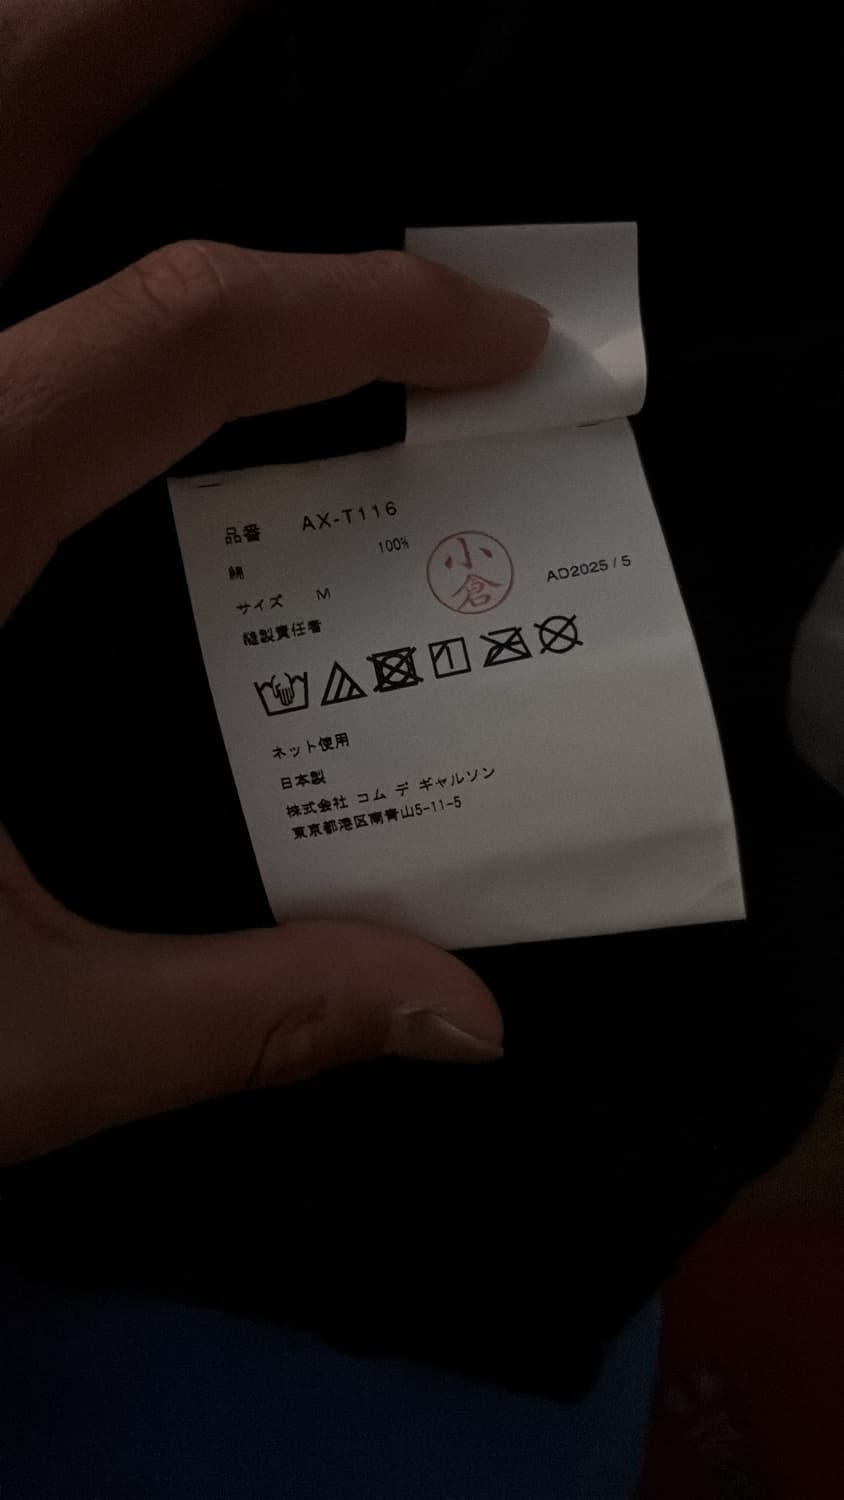 品番 AX-T116
綿 100%
サイズ M
縫製責任者
小倉
AD2025/5
ネット使用
日本製
株式会社 コム デ ギャルソン
東京都港区南青山5-11-5